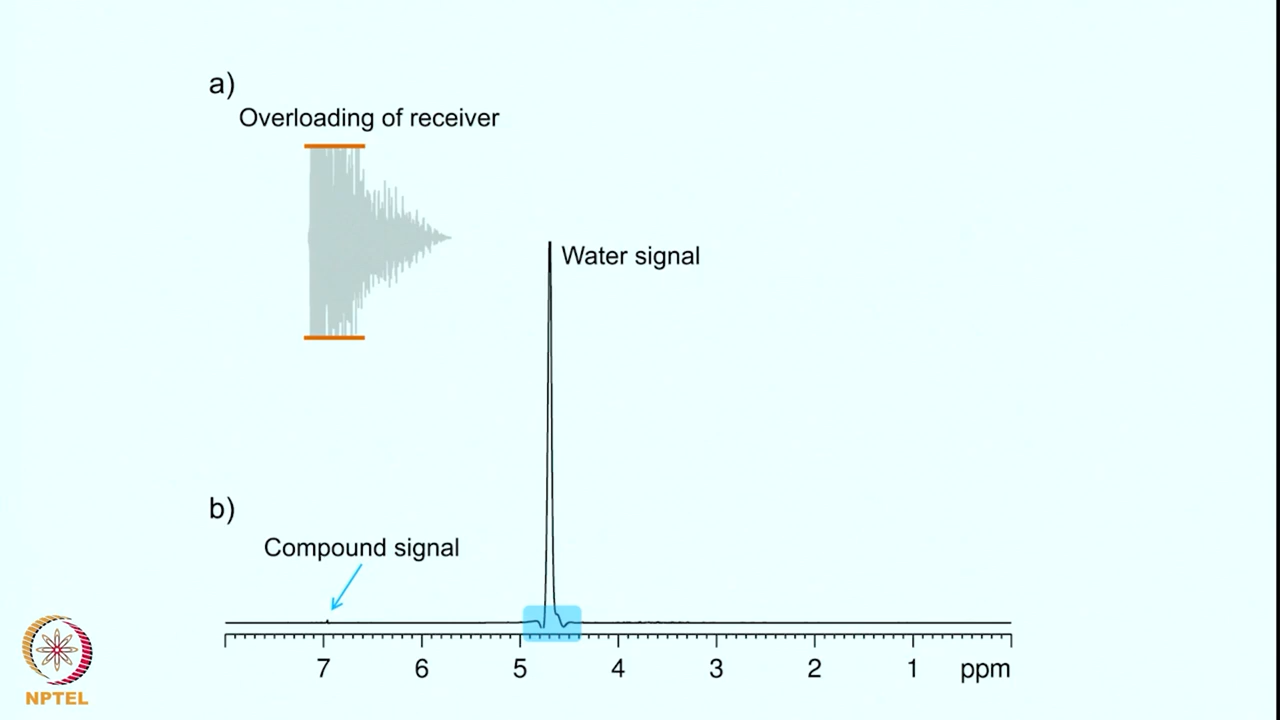 a)
Overloading of receiver
Water signal
b)
Compound signal
7 6 5 4 3 2 1 ppm
NPTEL